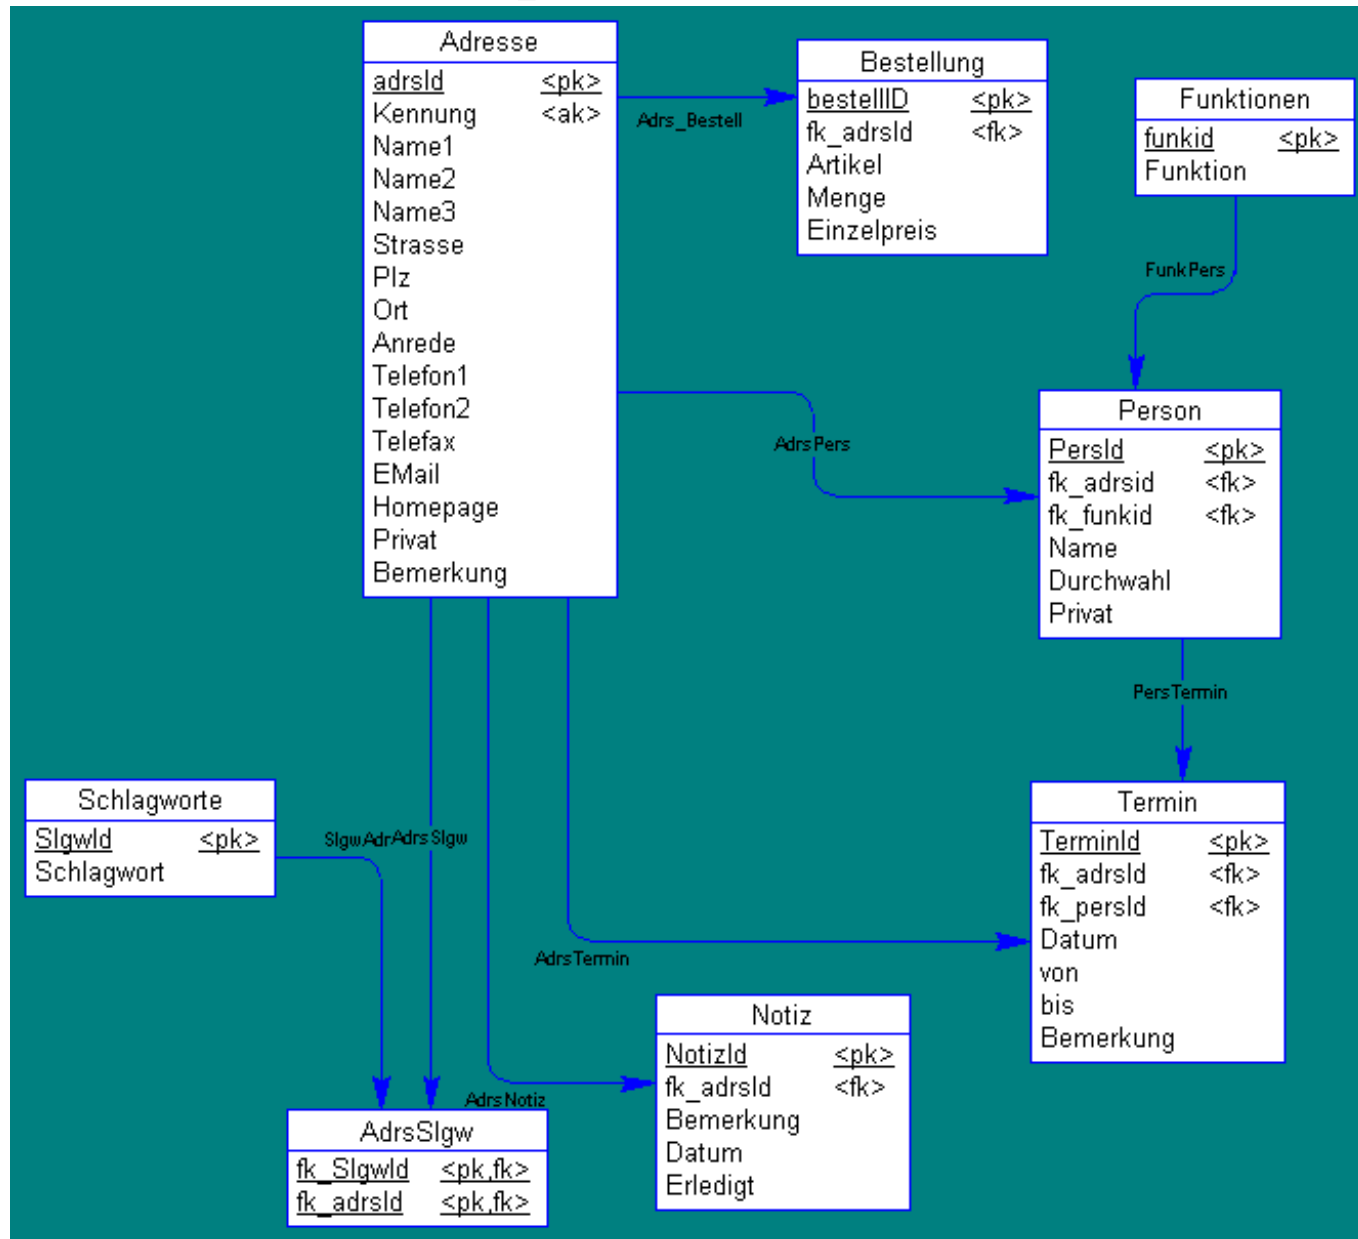 Adresse
adrsId <pk>
Kennung <ak>
Name1
Name2
Name3
Strasse
Plz
Ort
Anrede
Telefon1
Telefon2
Telefax
EMail
Homepage
Privat
Bemerkung
Adrs_Bestell
Bestellung
bestellID <pk>
fk_adrsId <fk>
Artikel
Menge
Einzelpreis
Funktionen
funkid <pk>
Funktion
FunkPers
AdrsPers
Person
PersId <pk>
fk_adrsid <fk>
fk_funkid <fk>
Name
Durchwahl
Privat
PersTermin
Schlagworte
SlgwId <pk>
Schlagwort
SlgwAdr
AdrsSlgw
AdrsTermin
Termin
TerminId <pk>
fk_adrsId <fk>
fk_persId <fk>
Datum
von
bis
Bemerkung
AdrsNotiz
Notiz
NotizId <pk>
fk_adrsId <fk>
Bemerkung
Datum
Erledigt
AdrsSlgw
fk_SlgwId <pk,fk>
fk_adrsId <pk,fk>